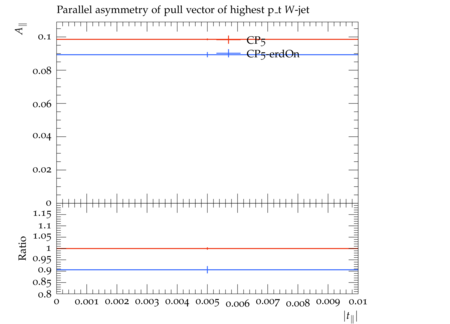 Parallel asymmetry of pull vector of highest p_t W-jet
A∥
0.1
0.08
0.06
0.04
0.02
0
CP5
CP5 erdOn
Ratio
1.15
1.1
1.05
1
0.95
0.9
0.85
0.8
0 0.001 0.002 0.003 0.004 0.005 0.006 0.007 0.008 0.009 0.01
|t∥|